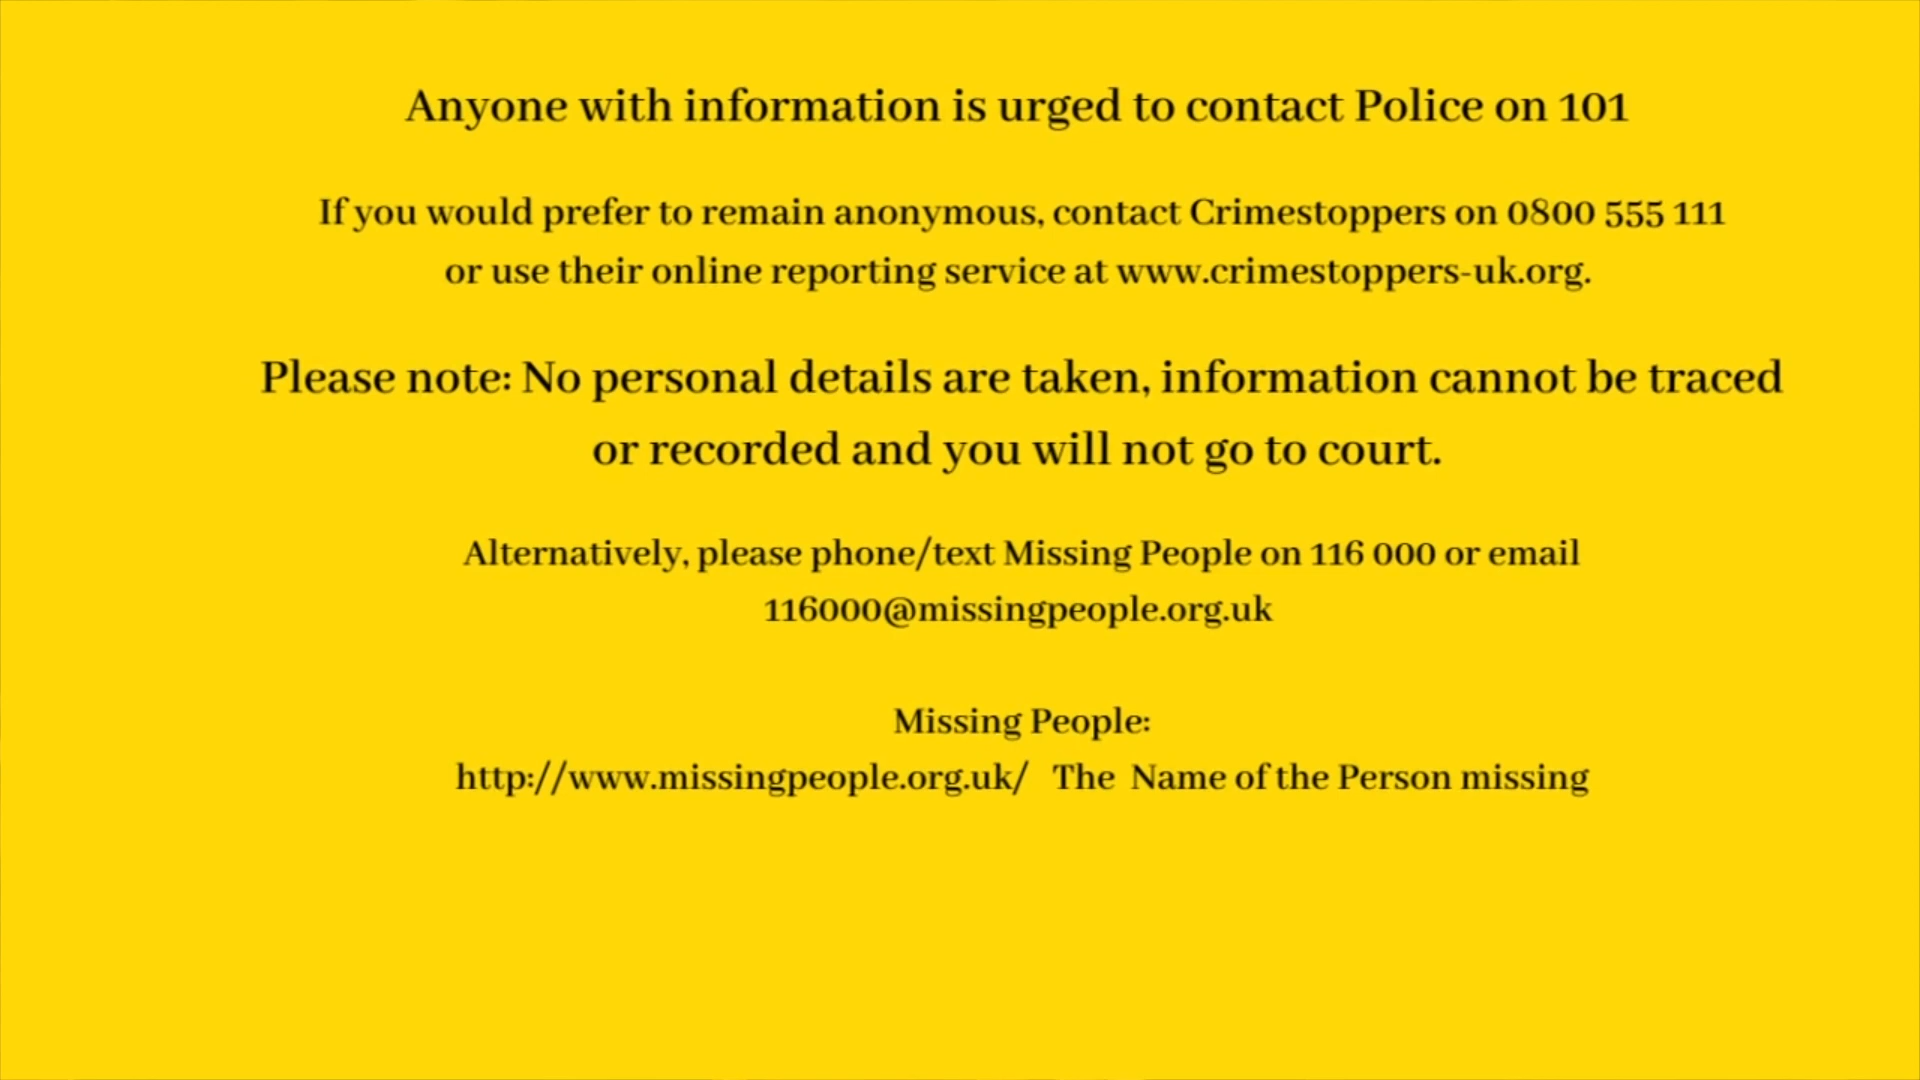 Anyone with information is urged to contact Police on 101
If you would prefer to remain anonymous, contact Crimestoppers on 0800 555 111
or use their online reporting service at www.crimestoppers-uk.org.
Please note: No personal details are taken, information cannot be traced
or recorded and you will not go to court.
Alternatively, please phone/text Missing People on 116 000 or email
116000@missingpeople.org.uk
Missing People:
http://www.missingpeople.org.uk/ The Name of the Person missing